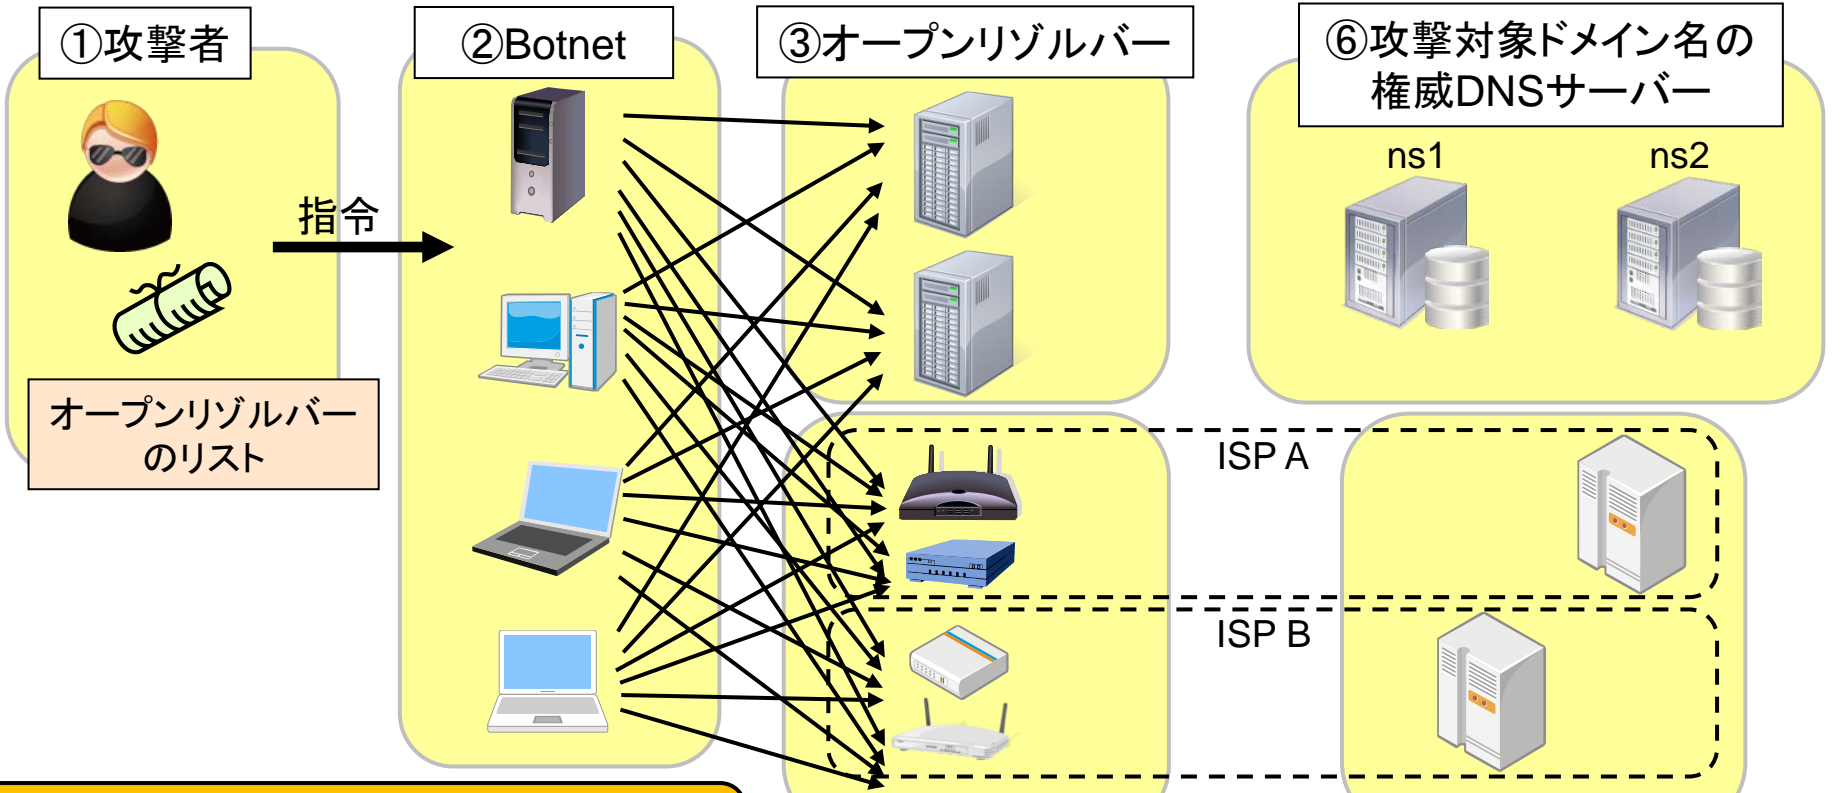 ①攻撃者
②Botnet
③オープンリゾルバー
⑥攻撃対象ドメイン名の
権威DNSサーバー
ns1
ns2
指令
オープンリゾルバー
のリスト
ISP A
ISP B